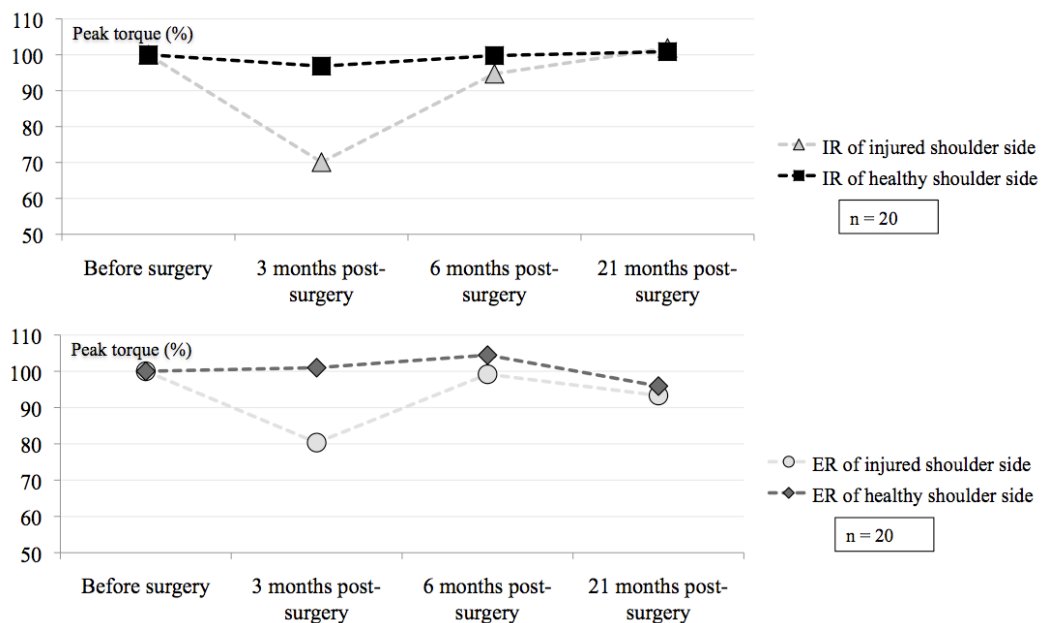 110
Peak torque (%)
100
90
80
70
60
50
Before surgery
3 months post-
surgery
6 months post-
surgery
21 months post-
surgery
IR of injured shoulder side
IR of healthy shoulder side
n = 20
110
Peak torque (%)
100
90
80
70
60
50
Before surgery
3 months post-
surgery
6 months post-
surgery
21 months post-
surgery
ER of injured shoulder side
ER of healthy shoulder side
n = 20